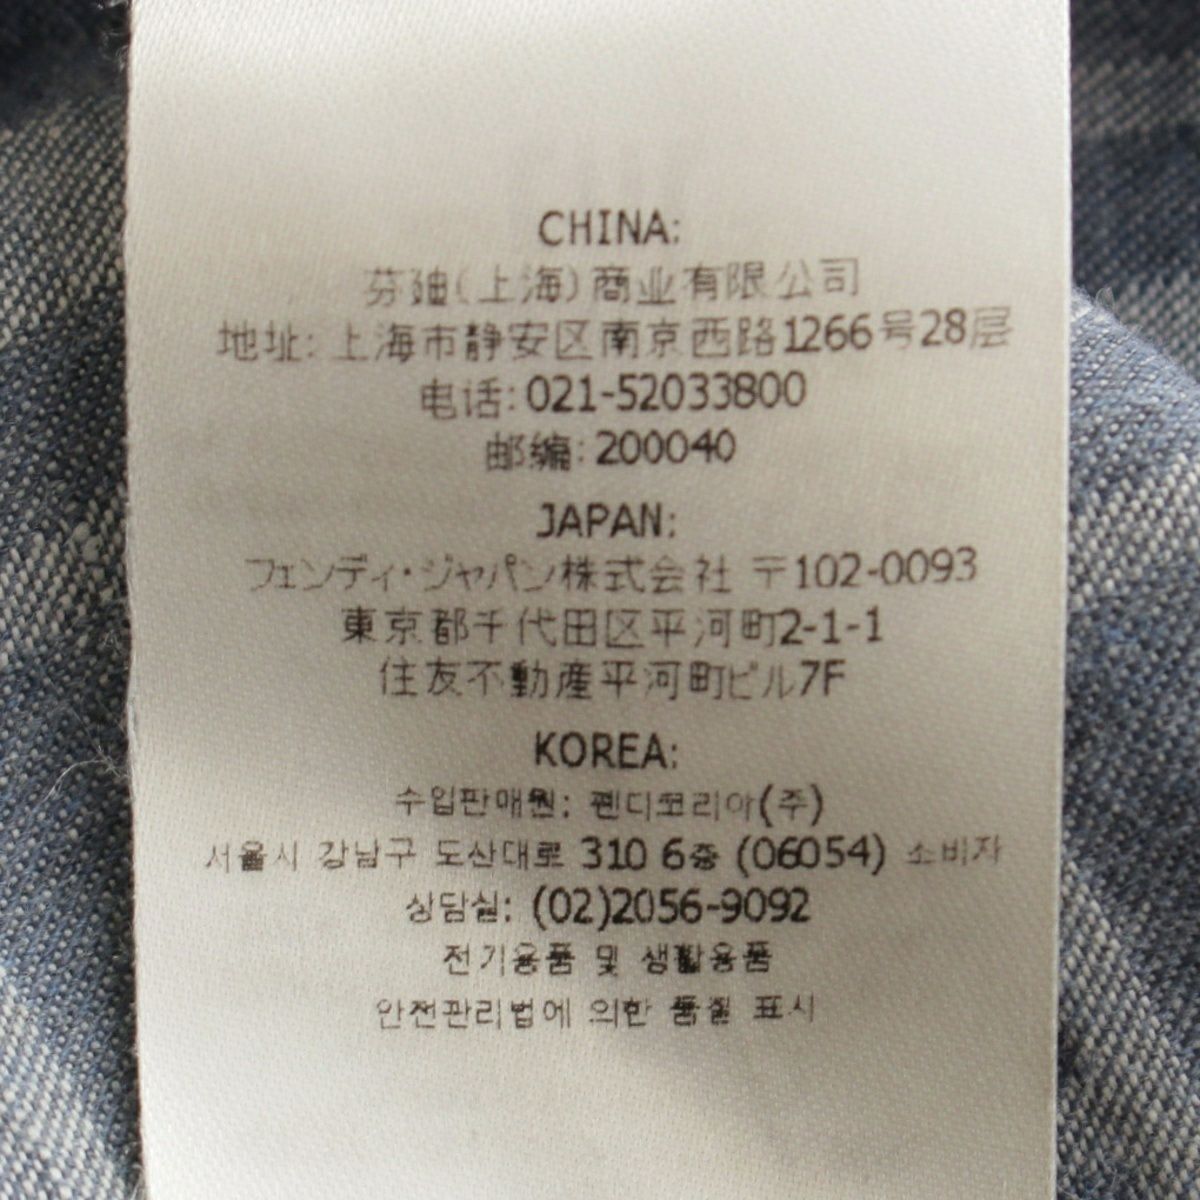 CHINA:
芬迪(上海)商业有限公司
地址: 上海市静安区南京西路1266号28层
电话: 021-52033800
邮编: 200040
JAPAN:
フェンディ・ジャパン株式会社 〒102-0093
東京都千代田区平河町2-1-1
住友不動産平河町ビル7F
KOREA:
수입판매원: 펜디코리아(주)
서울시 강남구 도산대로 310 6층 (06054) 소비자
상담실: (02)2056-9092
전기용품 및 생활용품
안전관리법에 의한 품질 표시